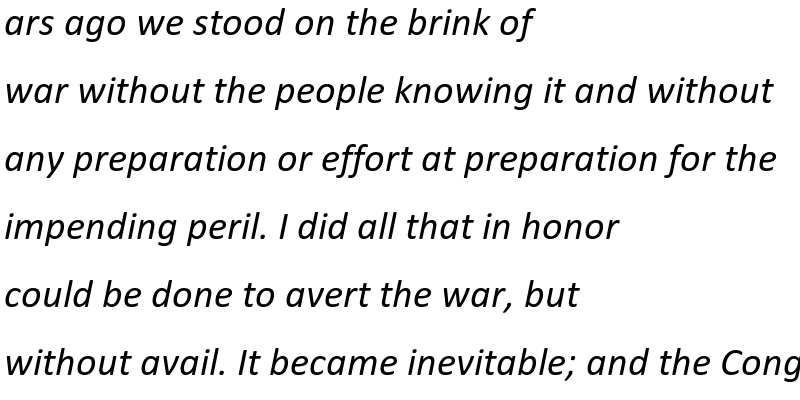 ars ago we stood on the brink of
war without the people knowing it and without
any preparation or effort at preparation for the
impending peril. I did all that in honor
could be done to avert the war, but
without avail. It became inevitable; and the Cong